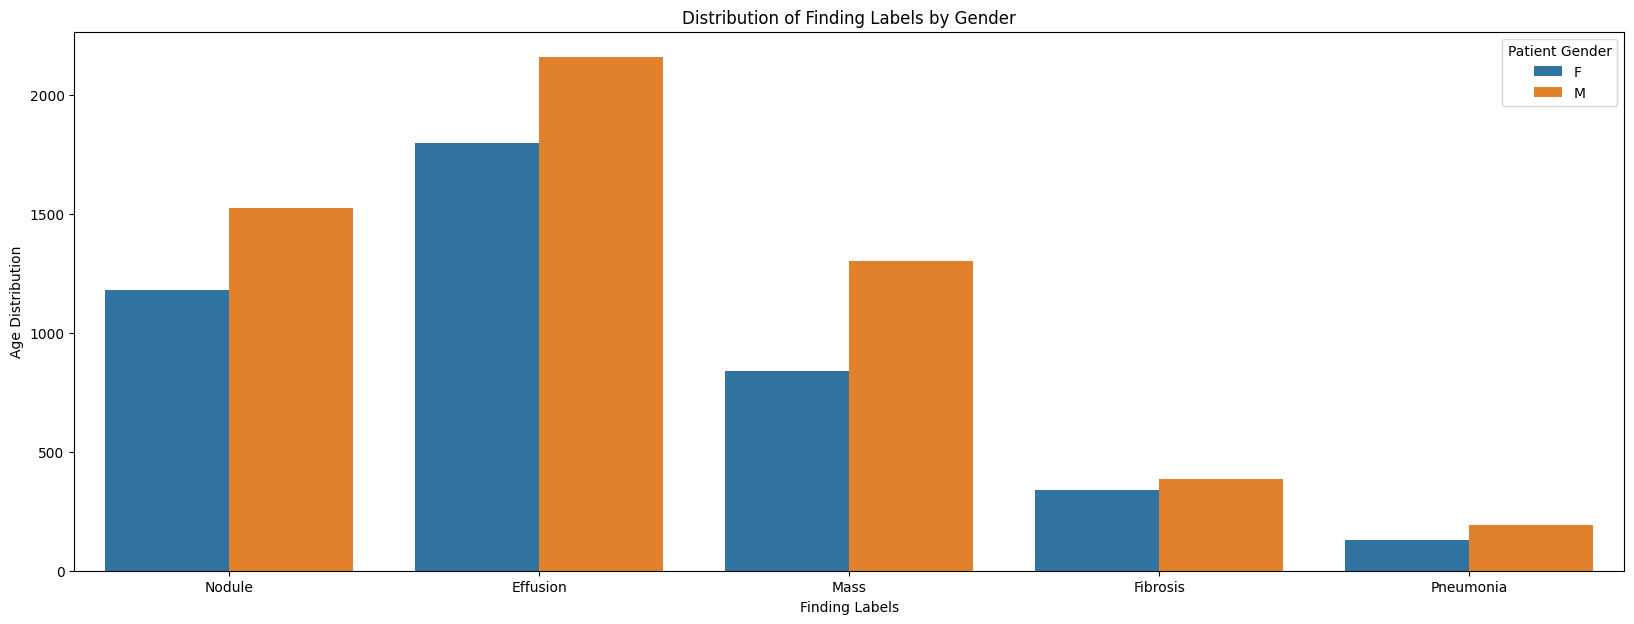 Distribution of Finding Labels by Gender
Patient Gender
F
M
2000
1500
1000
500
0
Age Distribution
Nodule
Effusion
Mass
Fibrosis
Pneumonia
Finding Labels